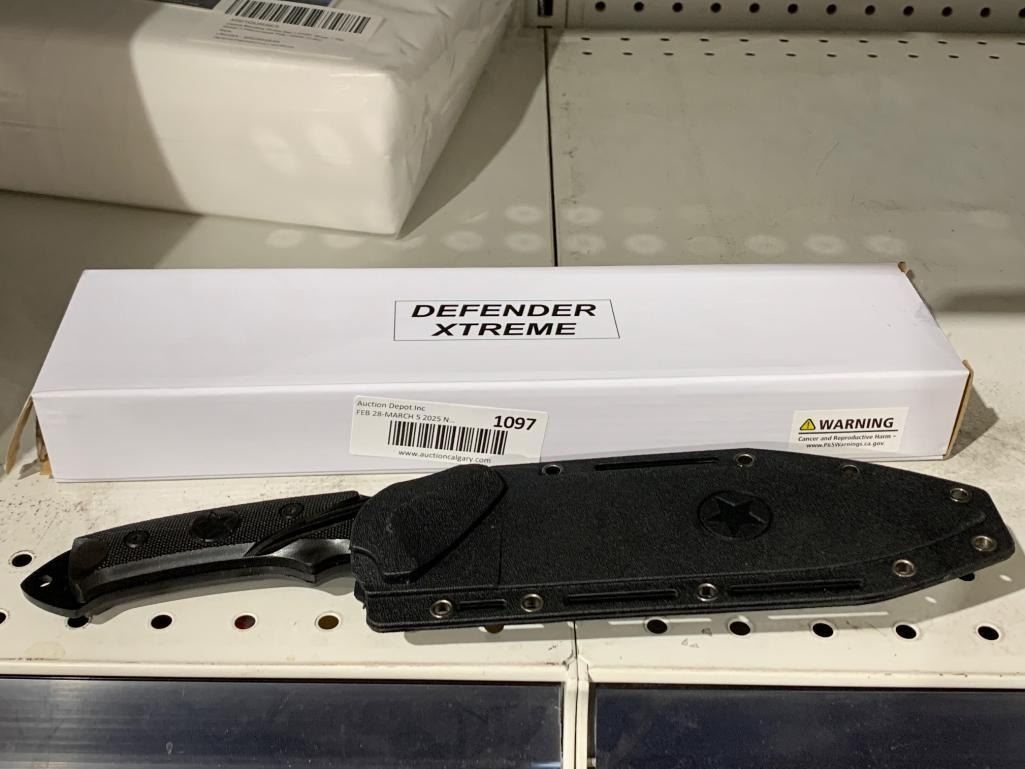 DEFENDER
XTREME
Auction Depot Inc
FEB 28-MARCH 5 2025 N...
1097
www.auctioncalgary.com
WARNING
Cancer and Reproductive Harm –
www.P65Warnings.ca.gov.